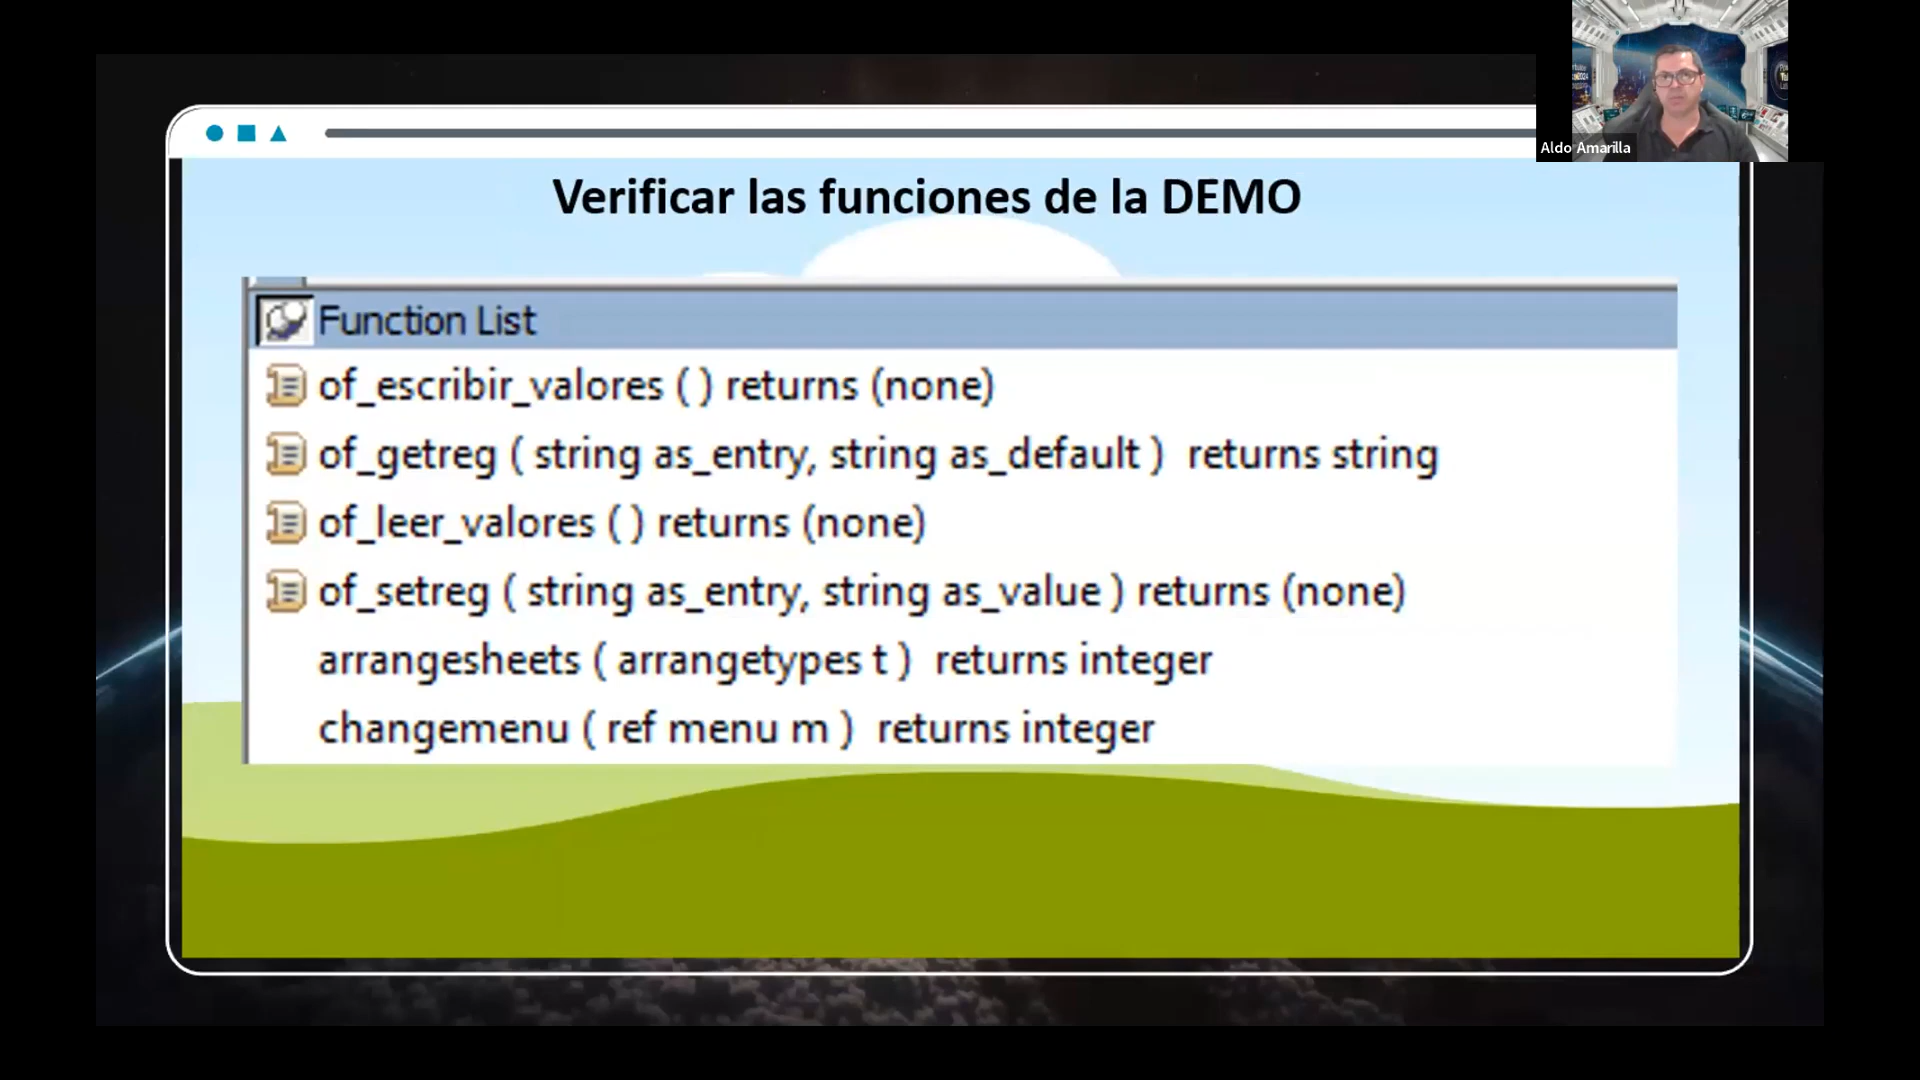 Aldo Amarilla
Verificar las funciones de la DEMO
Function List
of_escribir_valores ( ) returns (none)
of_getreg ( string as_entry, string as_default )  returns string
of_leer_valores ( ) returns (none)
of_setreg ( string as_entry, string as_value ) returns (none)
arrangesheets ( arrangetypes t )  returns integer
changemenu ( ref menu m )  returns integer